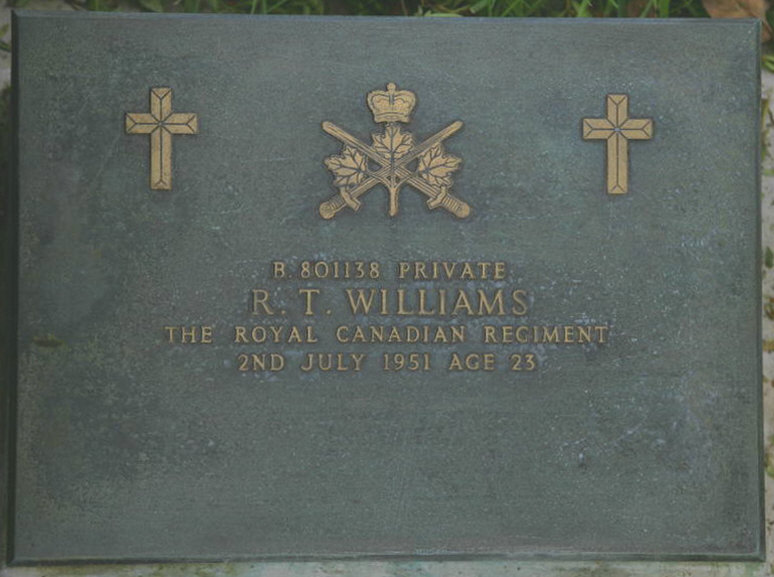 B. 801138 PRIVATE
R. T. WILLIAMS
THE ROYAL CANADIAN REGIMENT
2ND JULY 1951 AGE 23